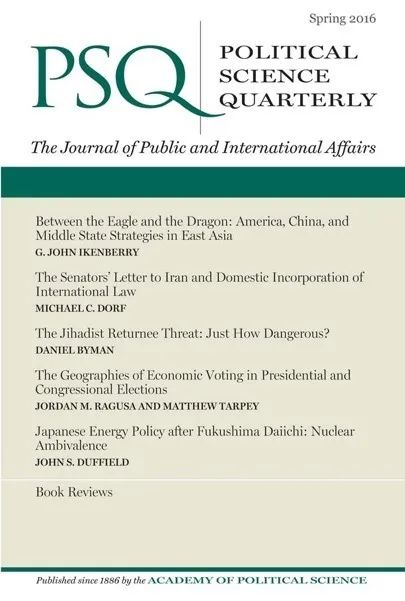 Spring 2016
PSQ
POLITICAL
SCIENCE
QUARTERLY
The Journal of Public and International Affairs
Between the Eagle and the Dragon: America, China, and
Middle State Strategies in East Asia
G. JOHN IKENBERRY
The Senators' Letter to Iran and Domestic Incorporation of
International Law
MICHAEL C. DORF
The Jihadist Returnee Threat: Just How Dangerous?
DANIEL BYMAN
The Geographies of Economic Voting in Presidential and
Congressional Elections
JORDAN M. RAGUSA AND MATTHEW TARPEY
Japanese Energy Policy after Fukushima Daiichi: Nuclear
Ambivalence
JOHN S. DUFFIELD
Book Reviews
Published since 1886 by the ACADEMY OF POLITICAL SCIENCE